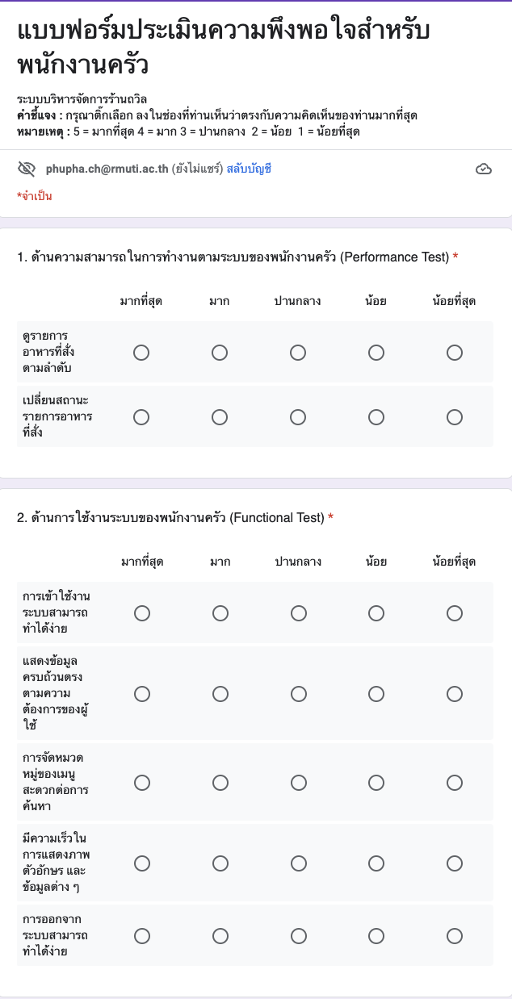 แบบฟอร์มประเมินความพึงพอใจสำหรับ
พนักงานครัว
ระบบบริหารจัดการร้านถวิล
คำชี้แจง : กรุณาติ๊กเลือก ลงในช่องที่ท่านเห็นว่าตรงกับความคิดเห็นของท่านมากที่สุด
หมายเหตุ : 5 = มากที่สุด 4 = มาก 3 = ปานกลาง 2 = น้อย 1 = น้อยที่สุด
phupha.ch@rmuti.ac.th (ยังไม่แชร์) สลับบัญชี
*จำเป็น
1. ด้านความสามารถในการทำงานตามระบบของพนักงานครัว (Performance Test) *
มากที่สุด มาก ปานกลาง น้อย น้อยที่สุด
ดูรายการ
อาหารที่สั่ง
ตามลำดับ
เปลี่ยนสถานะ
รายการอาหาร
ที่สั่ง
2. ด้านการใช้งานระบบของพนักงานครัว (Functional Test) *
มากที่สุด มาก ปานกลาง น้อย น้อยที่สุด
การเข้าใช้งาน
ระบบสามารถ
ทำได้ง่าย
แสดงข้อมูล
ครบถ้วนตรง
ตามความ
ต้องการของผู้
ใช้
การจัดหมวด
หมู่ของเมนู
สะดวกต่อการ
ค้นหา
มีความเร็วใน
การแสดงภาพ
ตัวอักษร และ
ข้อมูลต่าง ๆ
การออกจาก
ระบบสามารถ
ทำได้ง่าย